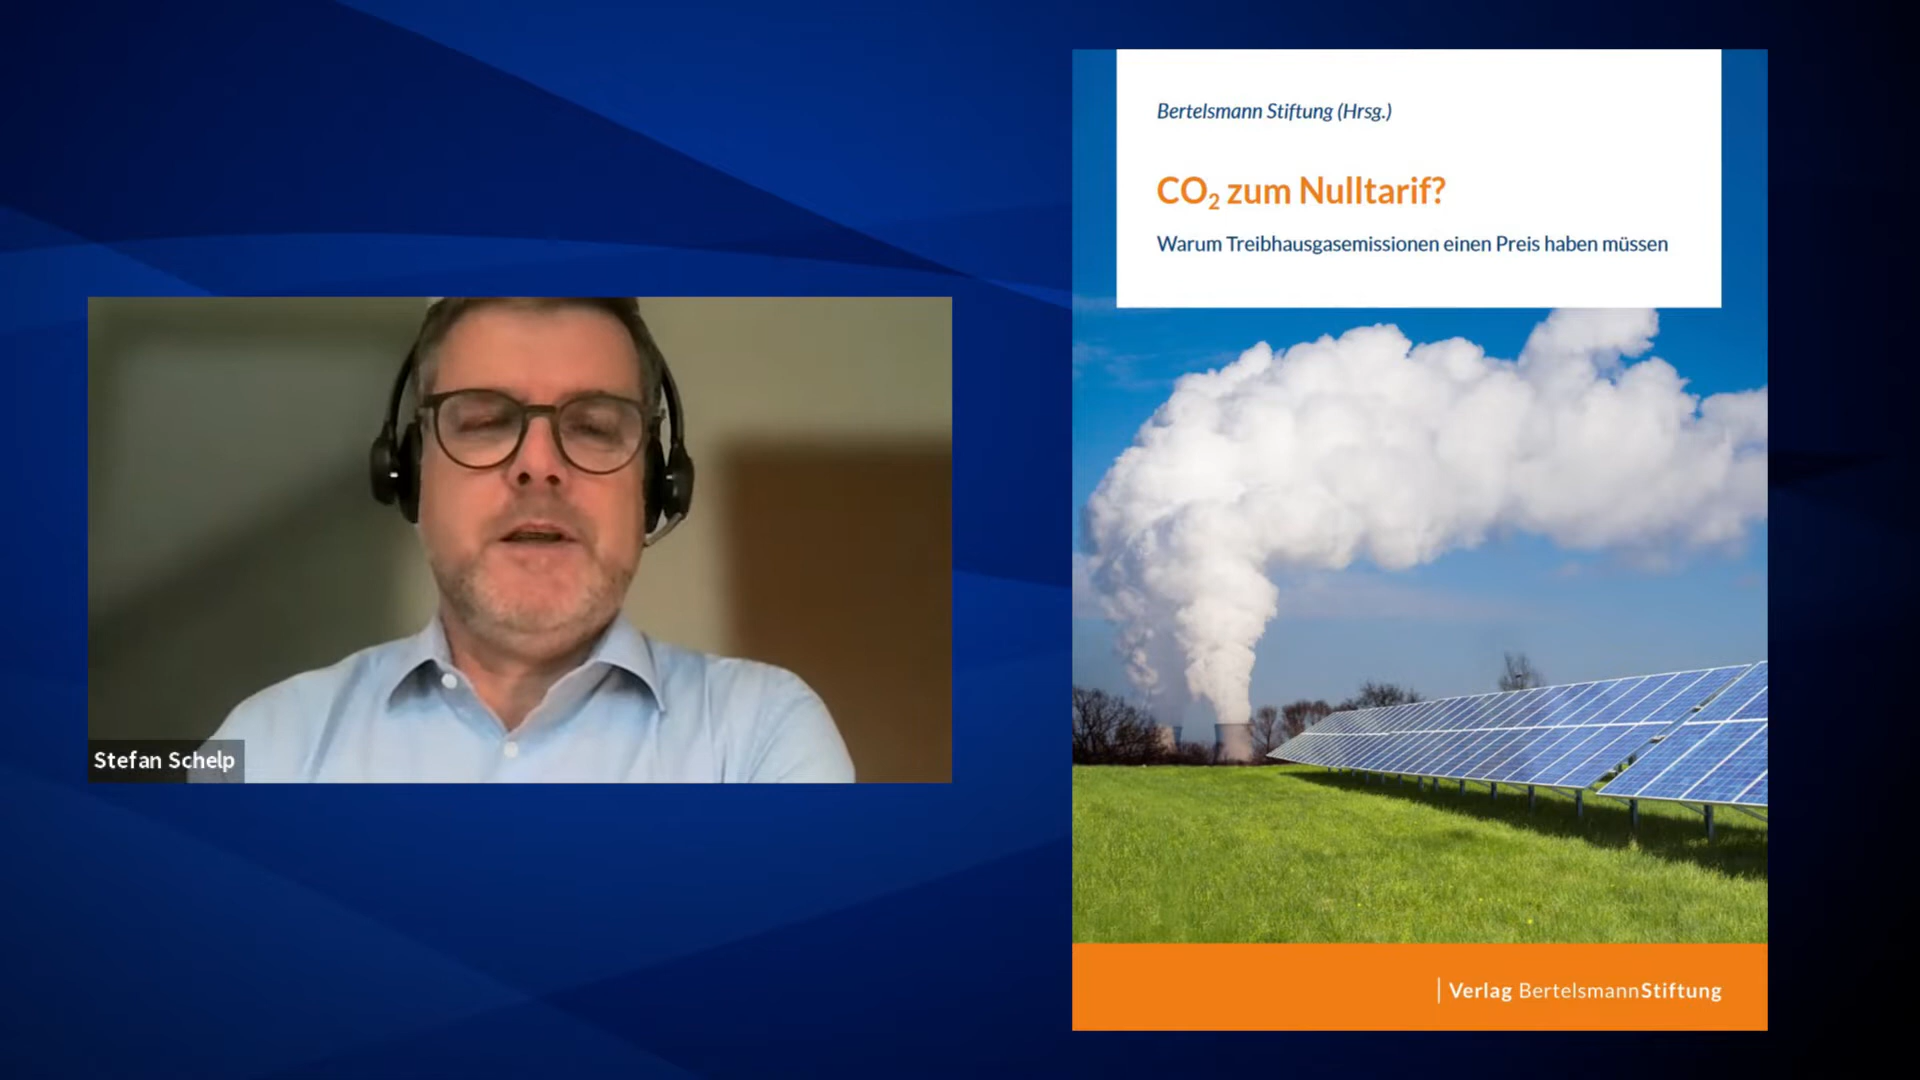 Stefan Schelp
Bertelsmann Stiftung (Hrsg.)
CO₂ zum Nulltarif?
Warum Treibhausgasemissionen einen Preis haben müssen
Verlag BertelsmannStiftung